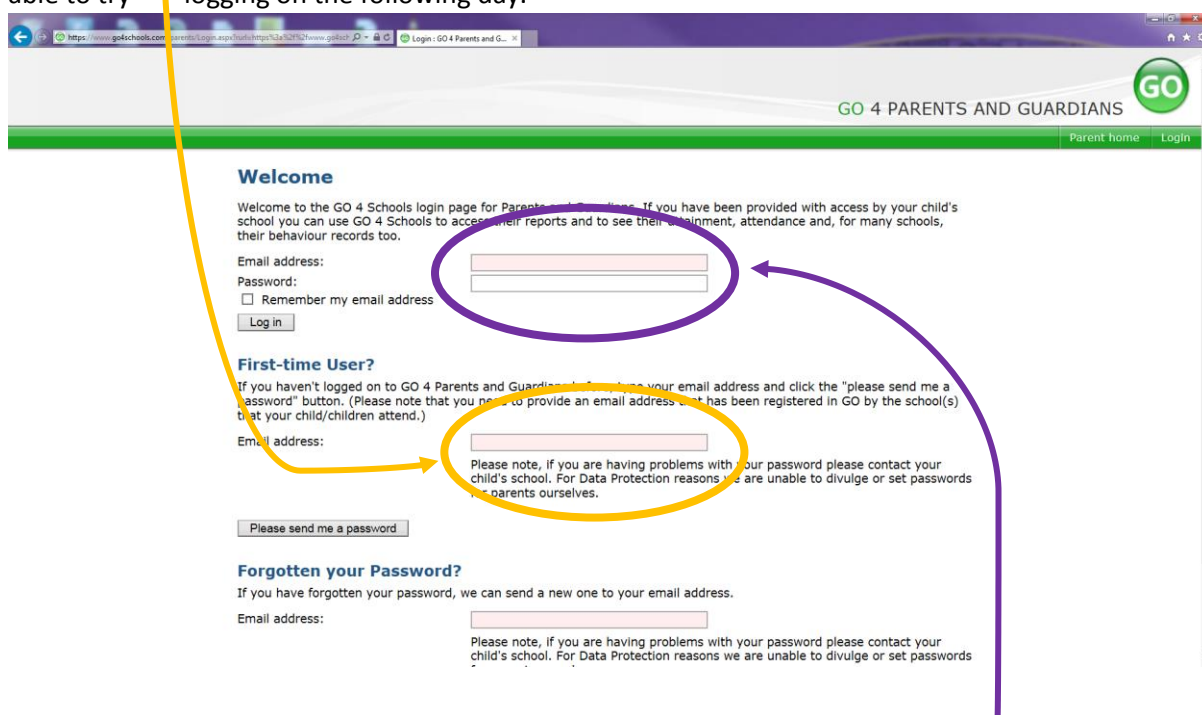 able to try logging on the following day.
https://www.go4schools.com
Login : GO 4 Parents and G...
GO
GO 4 PARENTS AND GUARDIANS
Parent home Login
Welcome
Welcome to the GO 4 Schools login page for Parents and Guardians. If you have been provided with access by your child's
school you can use GO 4 Schools to access their reports and to see their attainment, attendance and, for many schools,
their behaviour records too.
Email address:
Password:
Remember my email address
Log in
First-time User?
If you haven't logged on to GO 4 Parents and Guardians before, type your email address and click the "please send me a
password" button. (Please note that you need to provide an email address that has been registered in GO by the school(s)
that your child/children attend.)
Email address:
Please note, if you are having problems with your password please contact your
child's school. For Data Protection reasons we are unable to divulge or set passwords
for parents ourselves.
Please send me a password
Forgotten your Password?
If you have forgotten your password, we can send a new one to your email address.
Email address:
Please note, if you are having problems with your password please contact your
child's school. For Data Protection reasons we are unable to divulge or set passwords